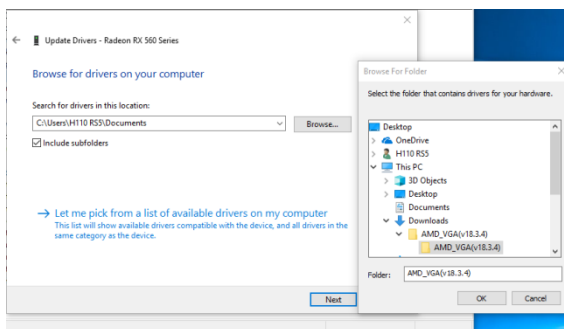 Update Drivers - Radeon RX 560 Series
Browse for drivers on your computer
Search for drivers in this location:
C:\Users\H110 RS5\Documents
Browse...
Include subfolders
Let me pick from a list of available drivers on my computer
This list will show available drivers compatible with the device, and all drivers in the
same category as the device.
Next
Browse For Folder
Select the folder that contains drivers for your hardware.
Desktop
OneDrive
H110 RS5
This PC
3D Objects
Desktop
Documents
Downloads
AMD_VGA(v18.3.4)
AMD_VGA(v18.3.4)
Folder:
AMD_VGA(v18.3.4)
OK
Cancel